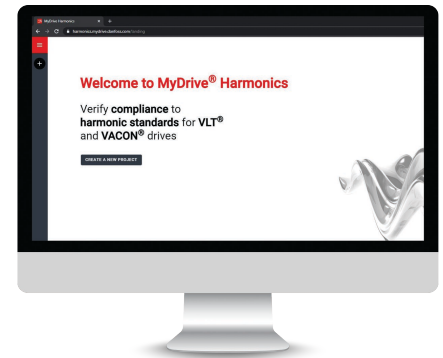 MyDrive Harmonics
harmonics.mydrive.danfoss.com/landing
Welcome to MyDrive® Harmonics
Verify compliance to
harmonic standards for VLT®
and VACON® drives
CREATE A NEW PROJECT